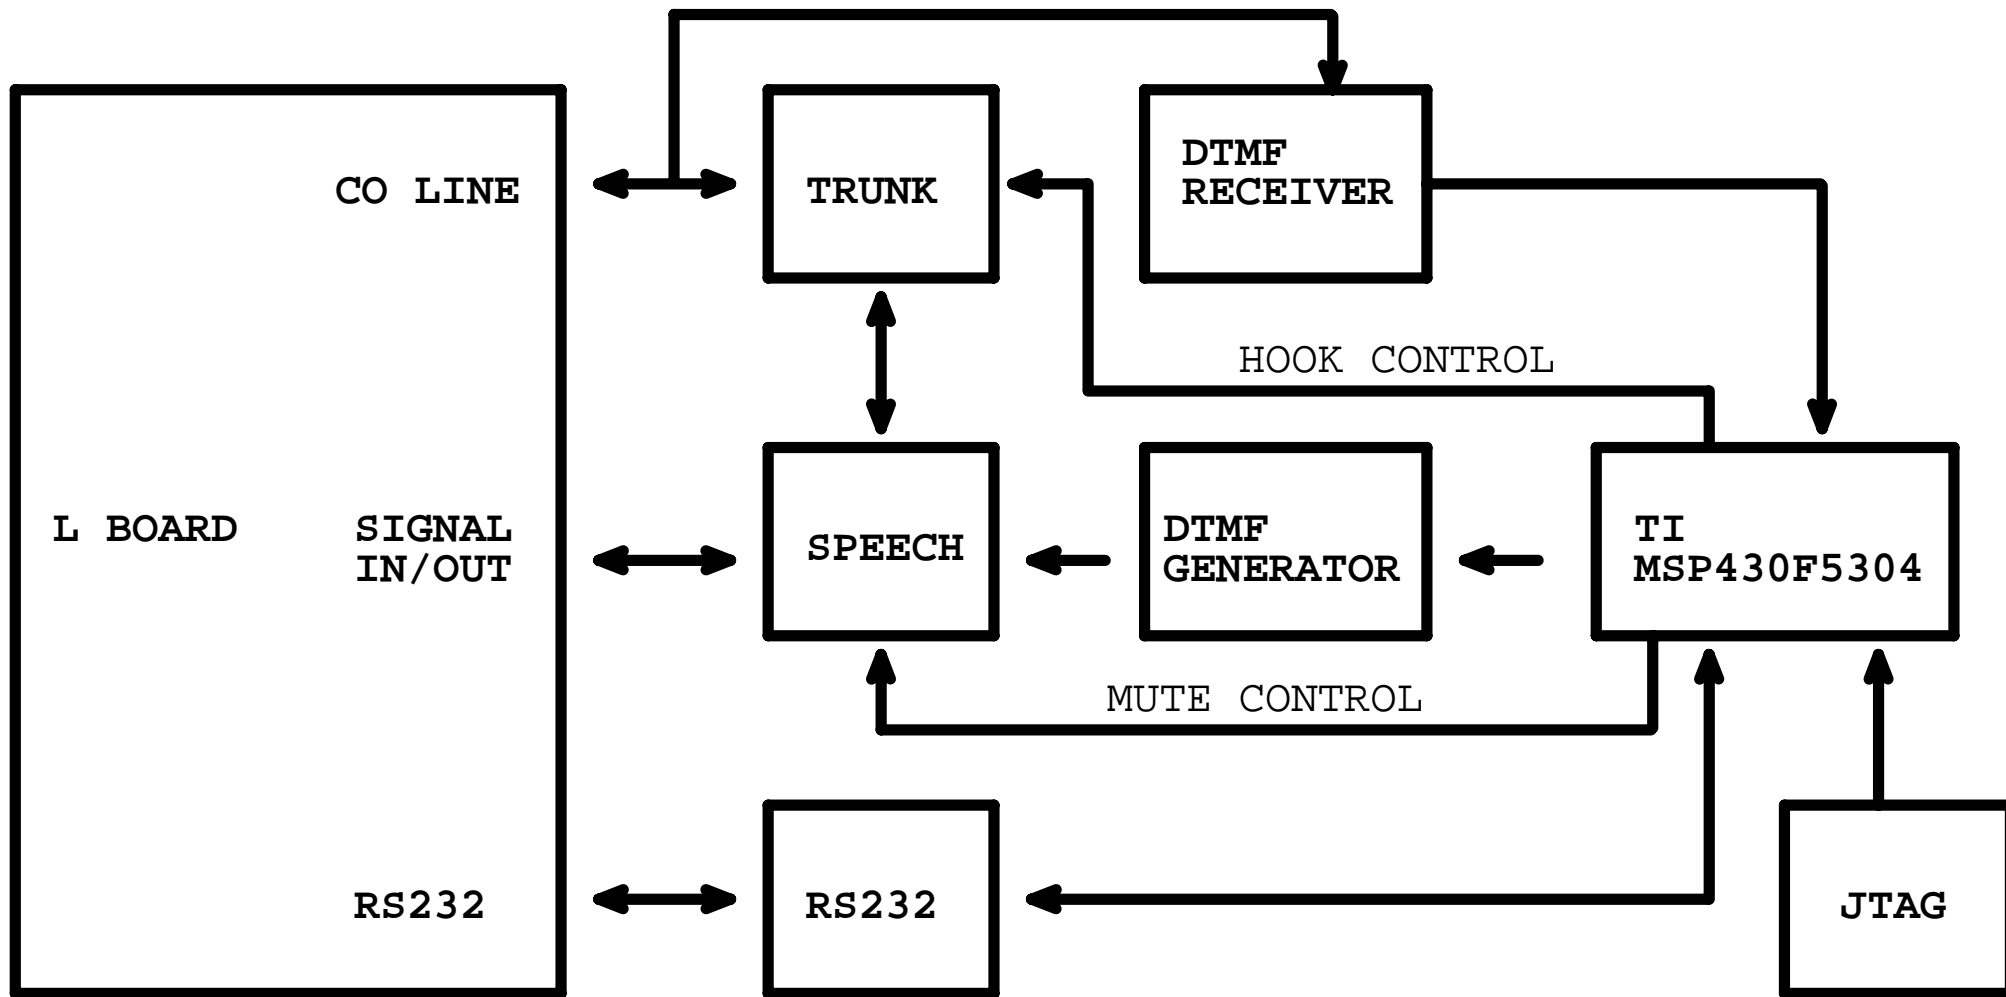 CO LINE
TRUNK
DTMF
RECEIVER
HOOK CONTROL
L BOARD
SIGNAL
IN/OUT
SPEECH
DTMF
GENERATOR
TI
MSP430F5304
MUTE CONTROL
RS232
RS232
JTAG